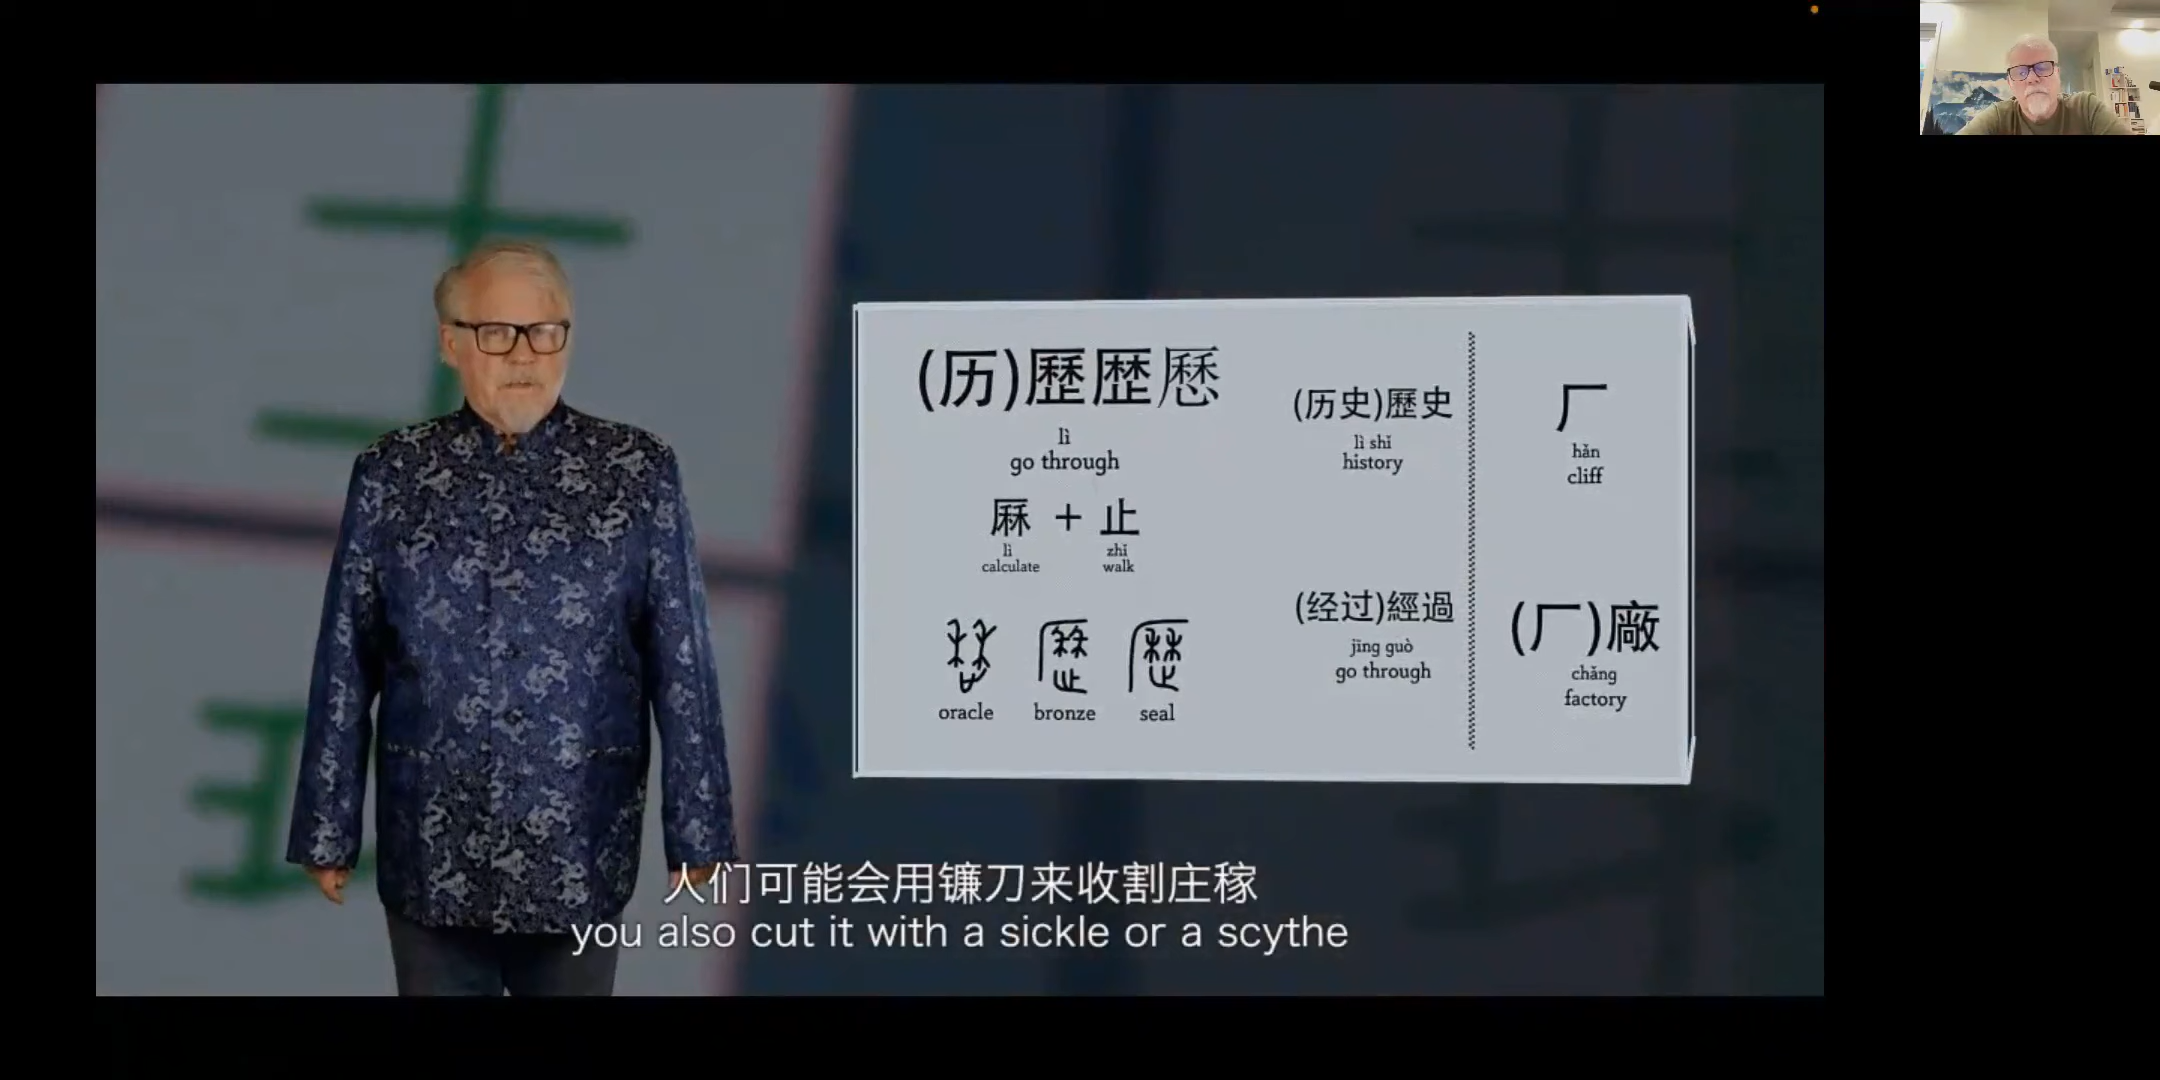 (历)歷歴厯
lì
go through
厤 + 止
lì zhǐ
calculate walk
oracle bronze seal
(历史)歷史
lì shǐ
history
(经过)經過
jīng guò
go through
厂
hǎn
cliff
(厂)廠
chǎng
factory
人们可能会用镰刀来收割庄稼
you also cut it with a sickle or a scythe